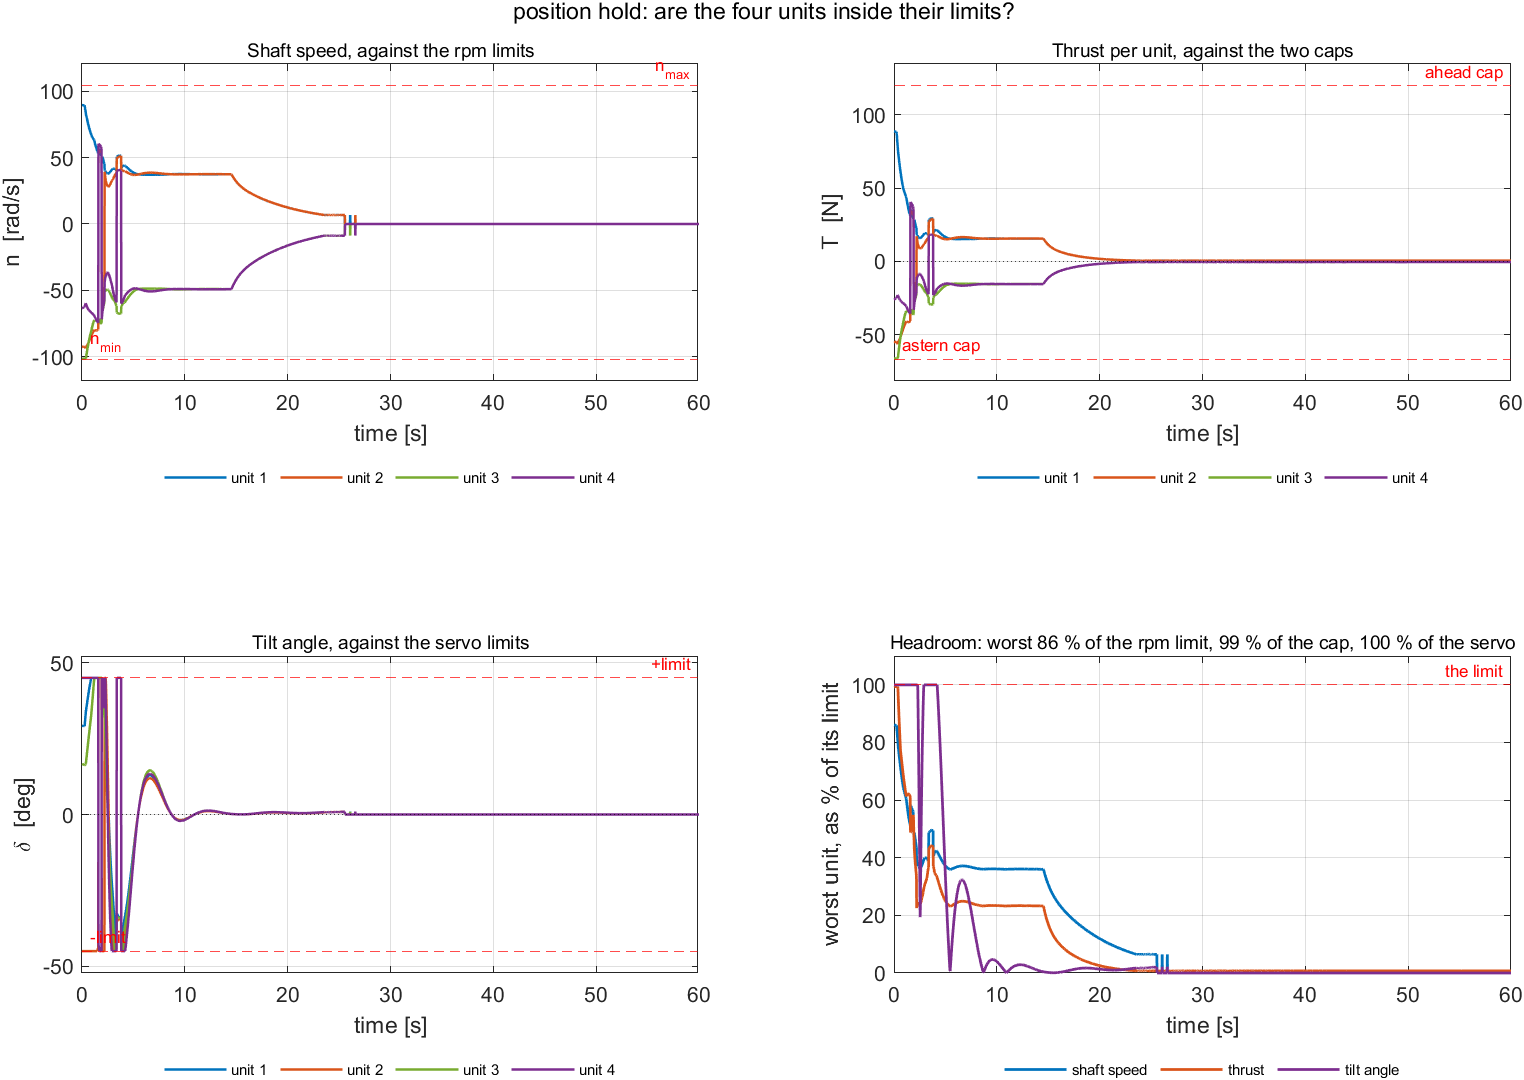 position hold: are the four units inside their limits?
Shaft speed, against the rpm limits
n_max
100
50
0
-50
-100
n [rad/s]
n_min
0 10 20 30 40 50 60
time [s]
unit 1 unit 2 unit 3 unit 4
Thrust per unit, against the two caps
ahead cap
100
50
0
-50
T [N]
astern cap
0 10 20 30 40 50 60
time [s]
unit 1 unit 2 unit 3 unit 4
Tilt angle, against the servo limits
50
+limit
0
δ [deg]
-limit
-50
0 10 20 30 40 50 60
time [s]
unit 1 unit 2 unit 3 unit 4
Headroom: worst 86 % of the rpm limit, 99 % of the cap, 100 % of the servo
the limit
100
80
60
40
20
0
worst unit, as % of its limit
0 10 20 30 40 50 60
time [s]
shaft speed thrust tilt angle